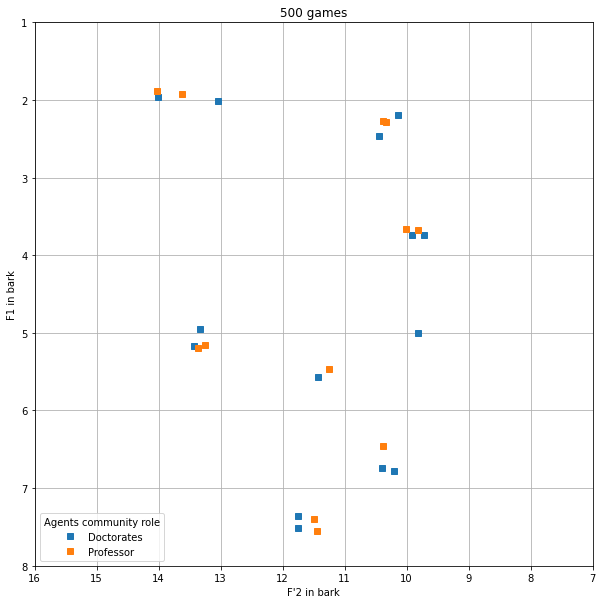 500 games
1
2
3
4
5
6
7
8
F1 in bark
Agents community role
Doctorates
Professor
16 15 14 13 12 11 10 9 8 7
F'2 in bark